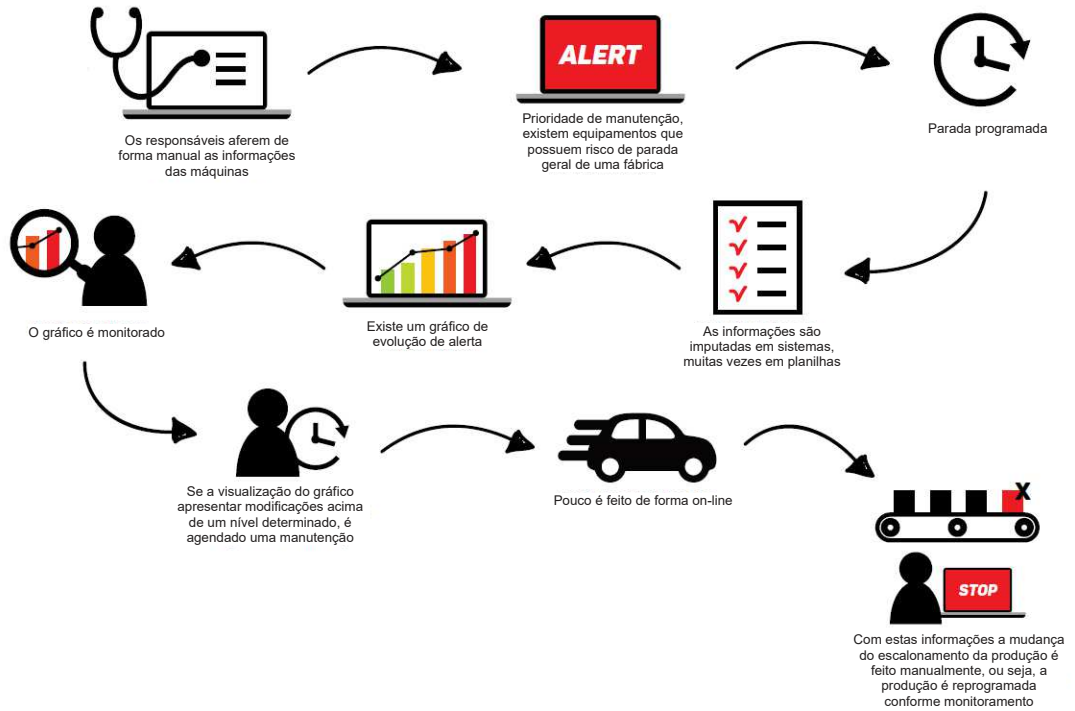 Os responsáveis aferem de
forma manual as informações
das máquinas
ALERT
Prioridade de manutenção,
existem equipamentos que
possuem risco de parada
geral de uma fábrica
Parada programada
As informações são
imputadas em sistemas,
muitas vezes em planilhas
Existe um gráfico de
evolução de alerta
O gráfico é monitorado
Se a visualização do gráfico
apresentar modificações acima
de um nível determinado, é
agendado uma manutenção
Pouco é feito de forma on-line
X
STOP
Com estas informações a mudança
do escalonamento da produção é
feito manualmente, ou seja, a
produção é reprogramada
conforme monitoramento